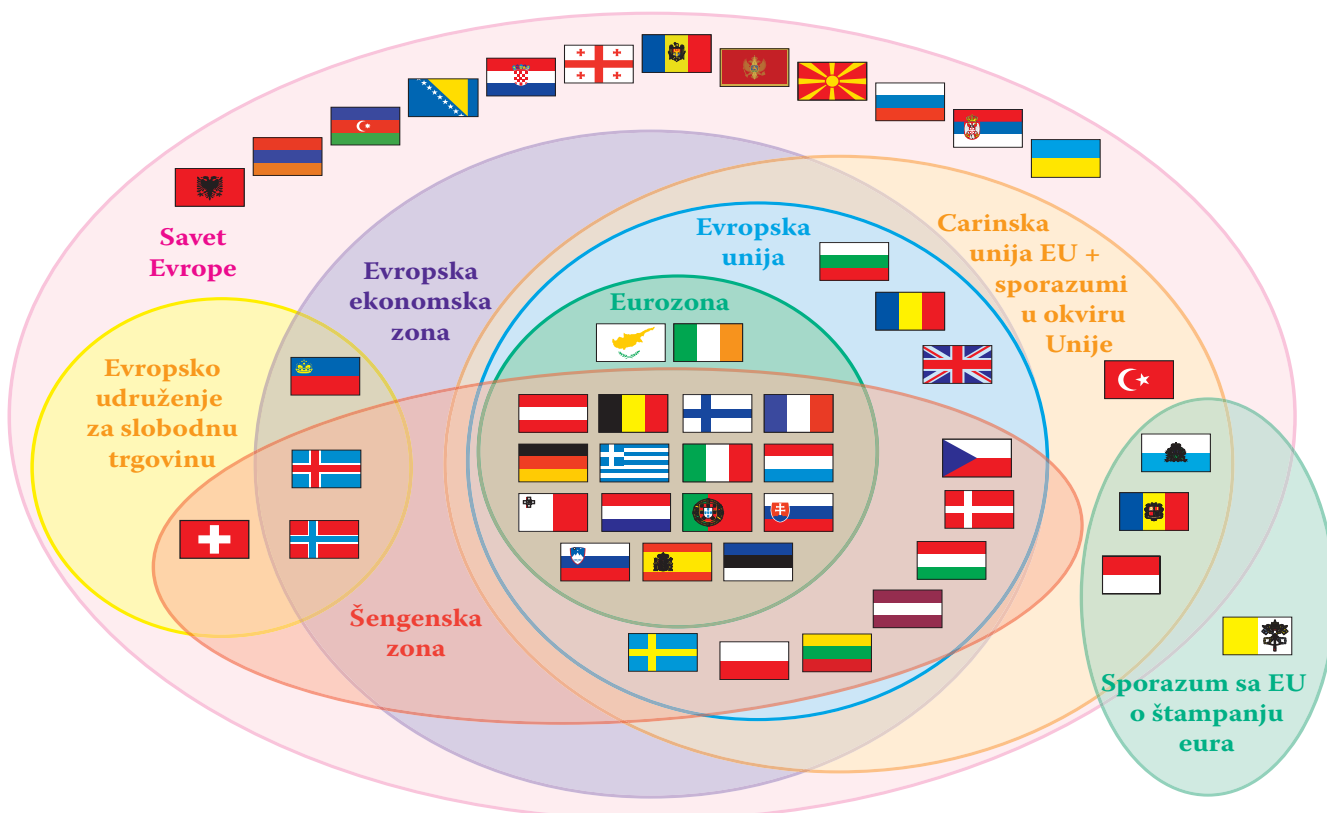 Savet
Evrope
Evropska
ekonomska
zona
Evropska
unija
Eurozona
Carinska
unija EU +
sporazumi
u okviru
Unije
Evropsko
udruženje
za slobodnu
trgovinu
Šengenska
zona
Sporazum sa EU
o štampanju
eura